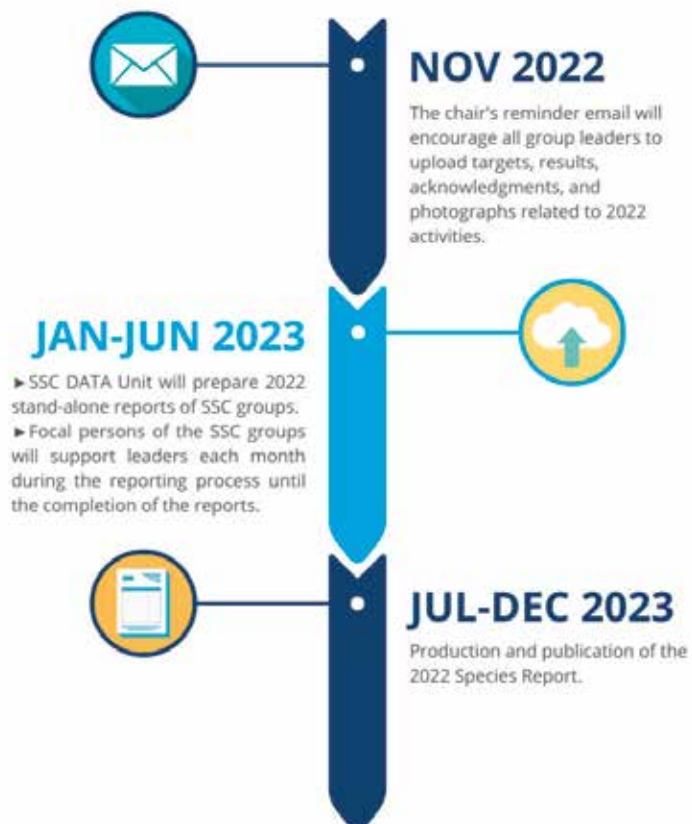 NOV 2022
The chair's reminder email will
encourage all group leaders to
upload targets, results,
acknowledgments, and
photographs related to 2022
activities.
JAN-JUN 2023
►SSC DATA Unit will prepare 2022
stand-alone reports of SSC groups.
►Focal persons of the SSC groups
will support leaders each month
during the reporting process until
the completion of the reports.
JUL-DEC 2023
Production and publication of the
2022 Species Report.